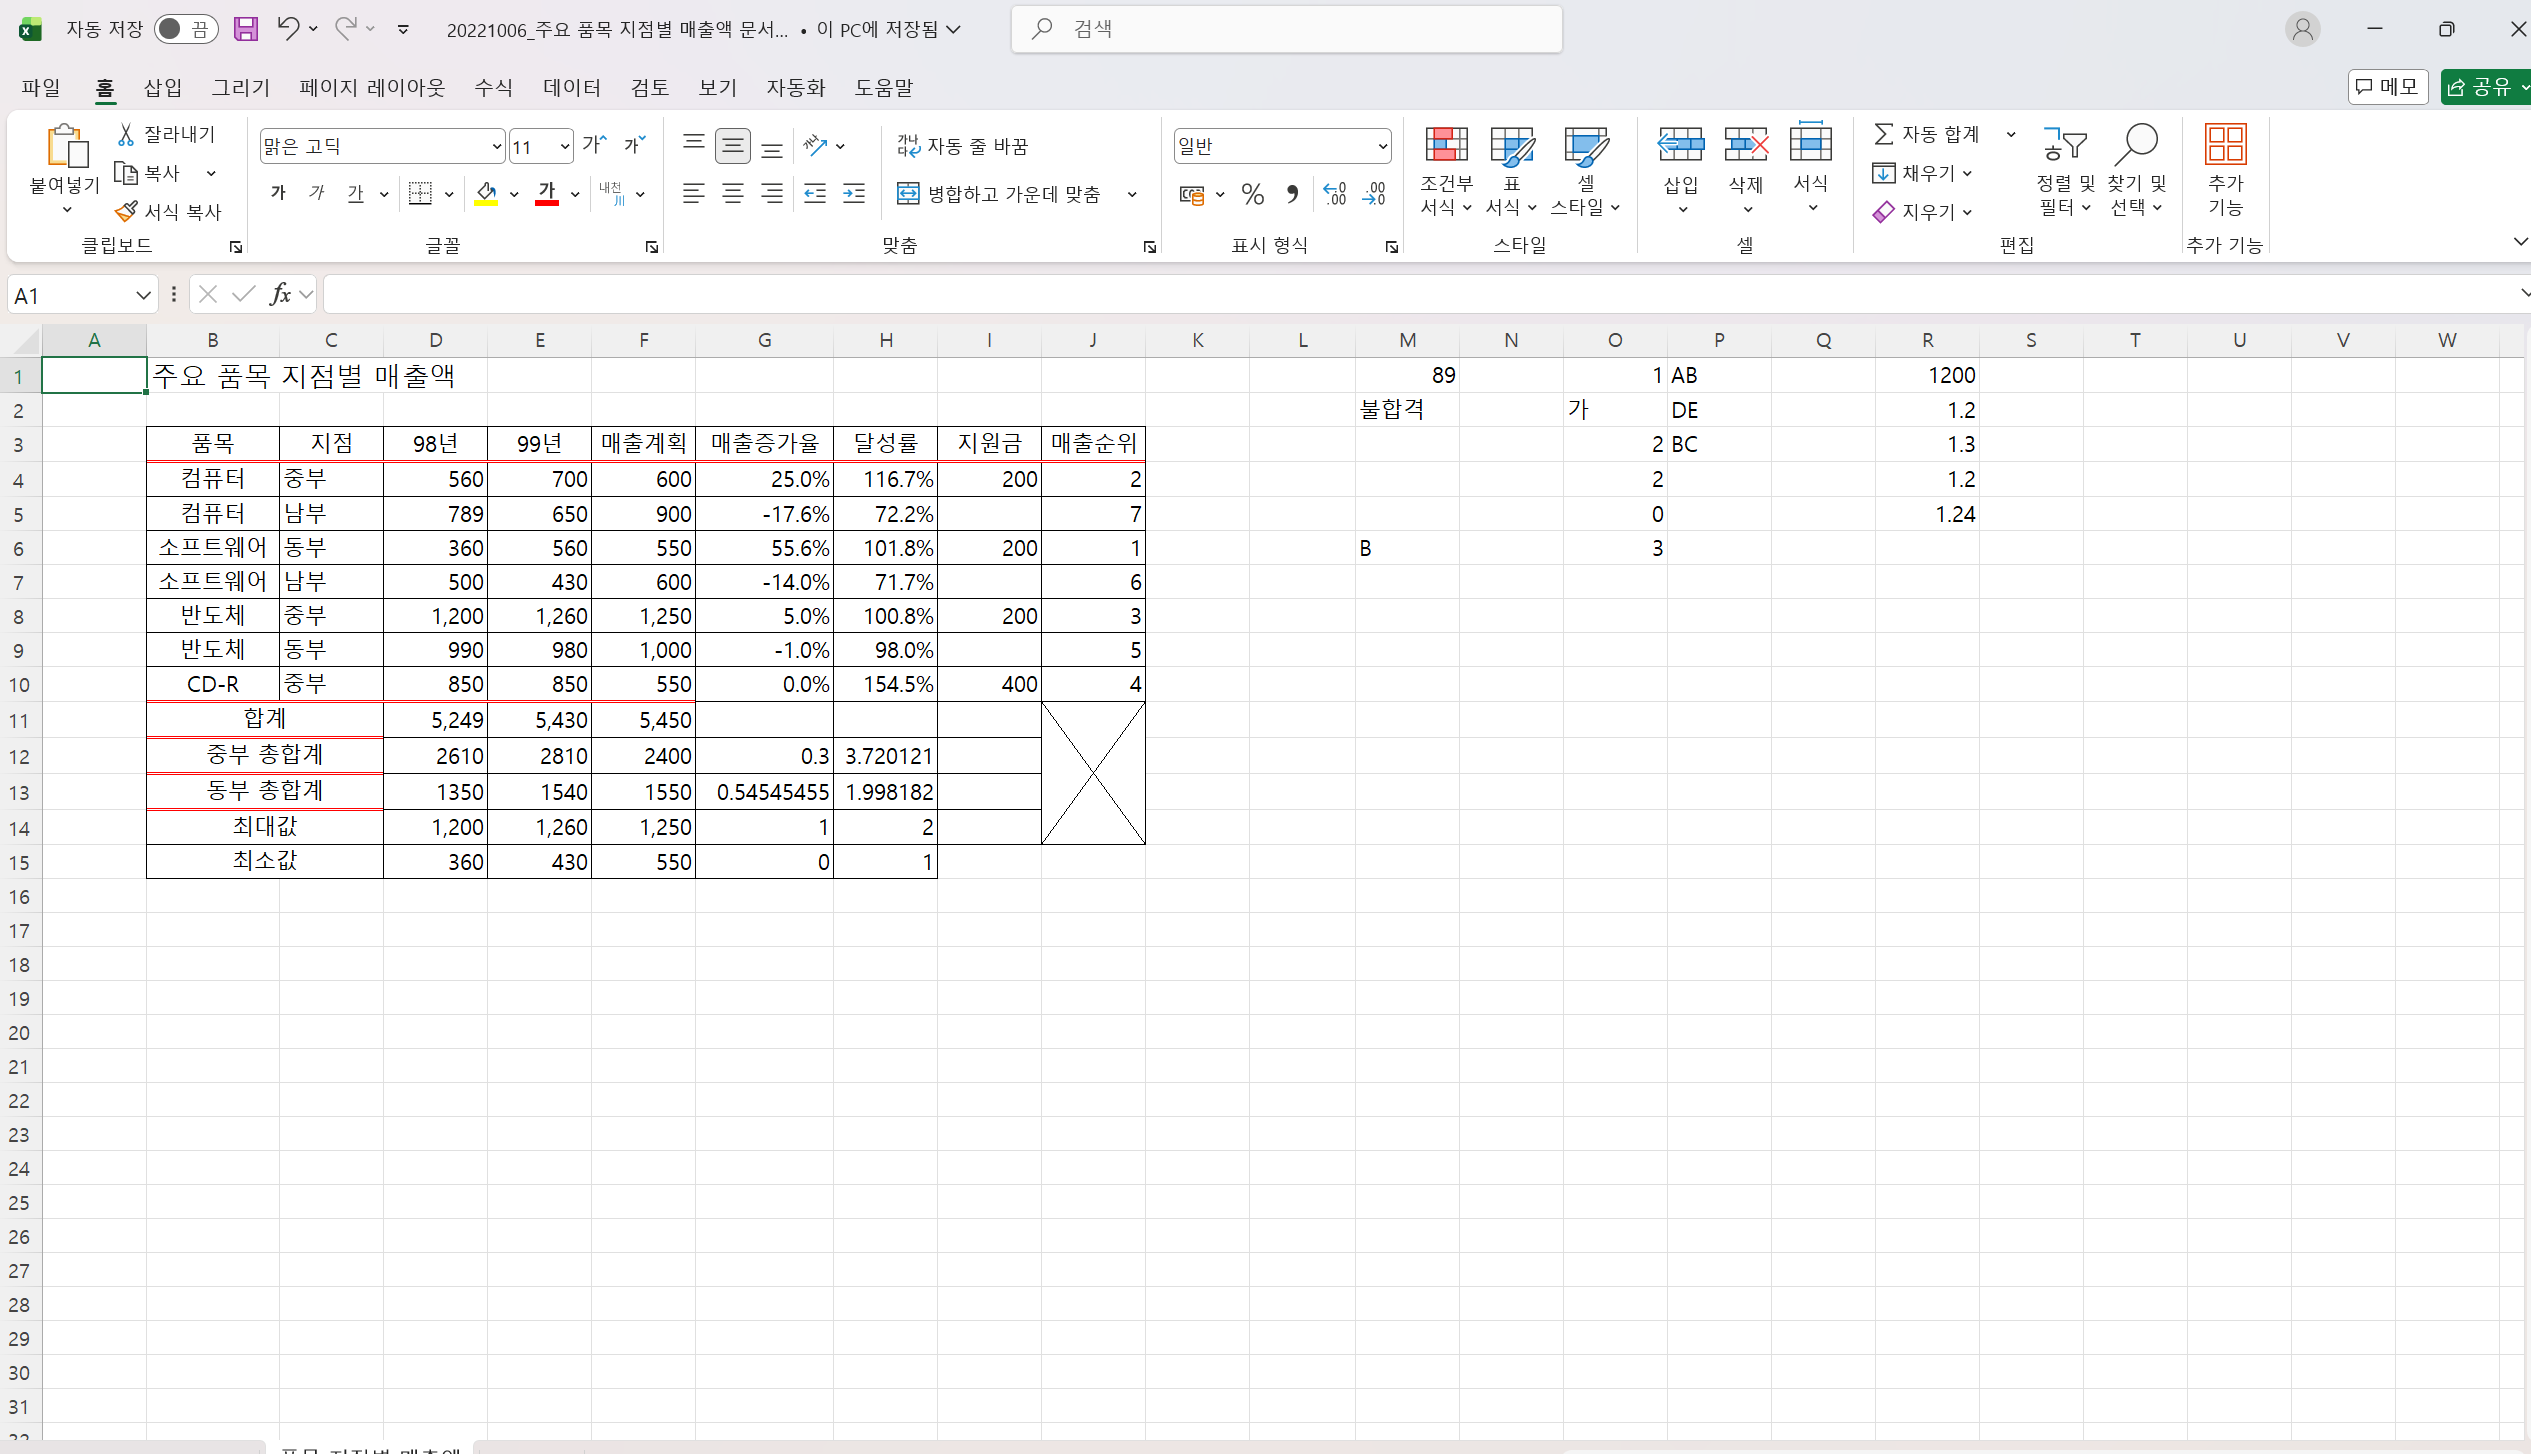 자동 저장 끔 20221006_주요 품목 지점별 매출액 문서... • 이 PC에 저장됨 검색
파일 홈 삽입 그리기 페이지 레이아웃 수식 데이터 검토 보기 자동화 도움말 메모 공유
붙여넣기 잘라내기 복사 서식 복사 클립보드
맑은 고딕 11 가 가 가 가 가 가 내천 글꼴
가나다 자동 줄 바꿈 병합하고 가운데 맞춤 맞춤
일반 % 표시 형식
조건부 서식 표 서식 셀 스타일 스타일
삽입 삭제 서식 셀
자동 합계 채우기 지우기 정렬 및 필터 찾기 및 선택 편집
추가 기능 추가 기능
A1 fx
A B C D E F G H I J K L M N O P Q R S T U V W
1 주요 품목 지점별 매출액 89 1 AB 1200
2 불합격 가 DE 1.2
3 품목 지점 98년 99년 매출계획 매출증가율 달성률 지원금 매출순위 2 BC 1.3
4 컴퓨터 중부 560 700 600 25.0% 116.7% 200 2 2 1.2
5 컴퓨터 남부 789 650 900 -17.6% 72.2% 7 0 1.24
6 소프트웨어 동부 360 560 550 55.6% 101.8% 200 1 B 3
7 소프트웨어 남부 500 430 600 -14.0% 71.7% 6
8 반도체 중부 1,200 1,260 1,250 5.0% 100.8% 200 3
9 반도체 동부 990 980 1,000 -1.0% 98.0% 5
10 CD-R 중부 850 850 550 0.0% 154.5% 400 4
11 합계 5,249 5,430 5,450
12 중부 총합계 2610 2810 2400 0.3 3.720121
13 동부 총합계 1350 1540 1550 0.54545455 1.998182
14 최대값 1,200 1,260 1,250 1 2
15 최소값 360 430 550 0 1
16
17
18
19
20
21
22
23
24
25
26
27
28
29
30
31